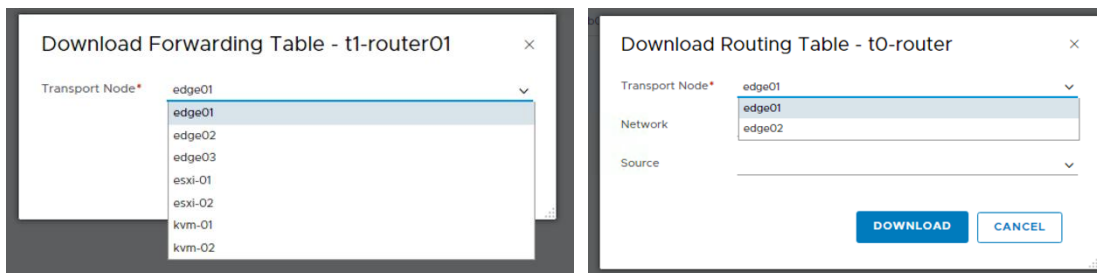 Download Forwarding Table - t1-router01
Transport Node* edge01
edge01
edge02
edge03
esxi-01
esxi-02
kvm-01
kvm-02
Download Routing Table - t0-router
Transport Node* edge01
edge01
edge02
Network
Source
DOWNLOAD CANCEL